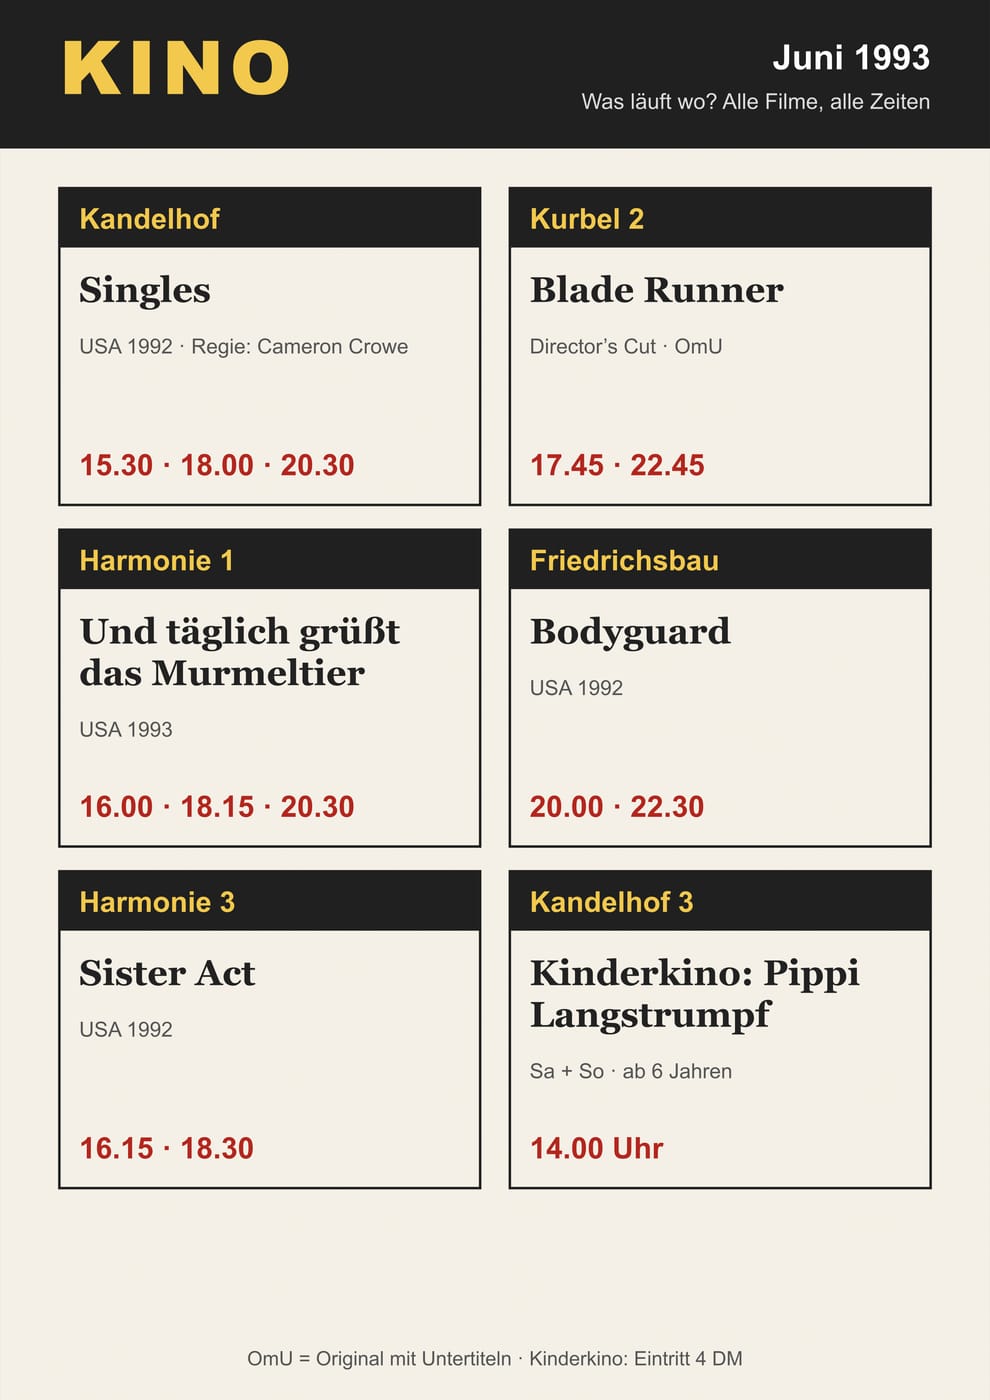 KINO
Juni 1993
Was läuft wo? Alle Filme, alle Zeiten
Kandelhof
Singles
USA 1992 · Regie: Cameron Crowe
15.30 · 18.00 · 20.30
Kurbel 2
Blade Runner
Director’s Cut · OmU
17.45 · 22.45
Harmonie 1
Und täglich grüßt
das Murmeltier
USA 1993
16.00 · 18.15 · 20.30
Friedrichsbau
Bodyguard
USA 1992
20.00 · 22.30
Harmonie 3
Sister Act
USA 1992
16.15 · 18.30
Kandelhof 3
Kinderkino: Pippi
Langstrumpf
Sa + So · ab 6 Jahren
14.00 Uhr
OmU = Original mit Untertiteln · Kinderkino: Eintritt 4 DM